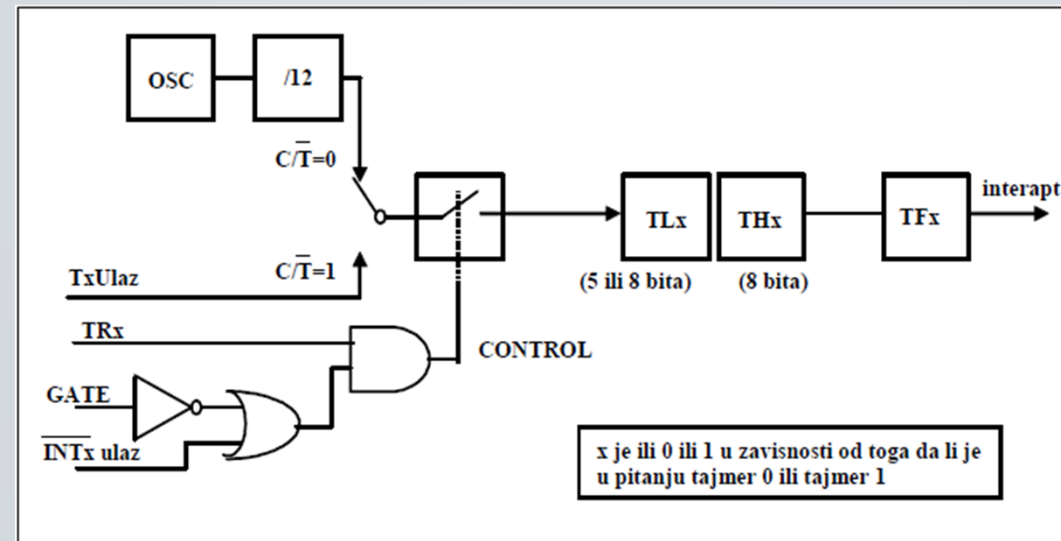 OSC
/12
C/T̅=0
interapt
TLx
THx
TFx
C/T̅=1
TxUlaz
(5 ili 8 bita)
(8 bita)
TRx
CONTROL
GATE
I̅N̅T̅x̅ ulaz
x je ili 0 ili 1 u zavisnosti od toga da li je
u pitanju tajmer 0 ili tajmer 1